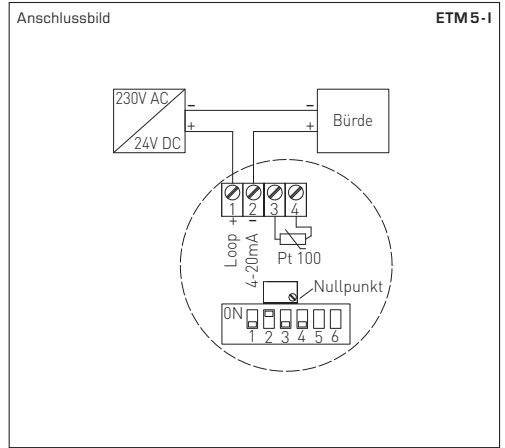 Anschlussbild ETM5-I
230V AC
24V DC
−
+
−
+
Bürde
1 2 3 4
+ −
Loop
4-20mA
Pt 100
Nullpunkt
ON
1 2 3 4 5 6